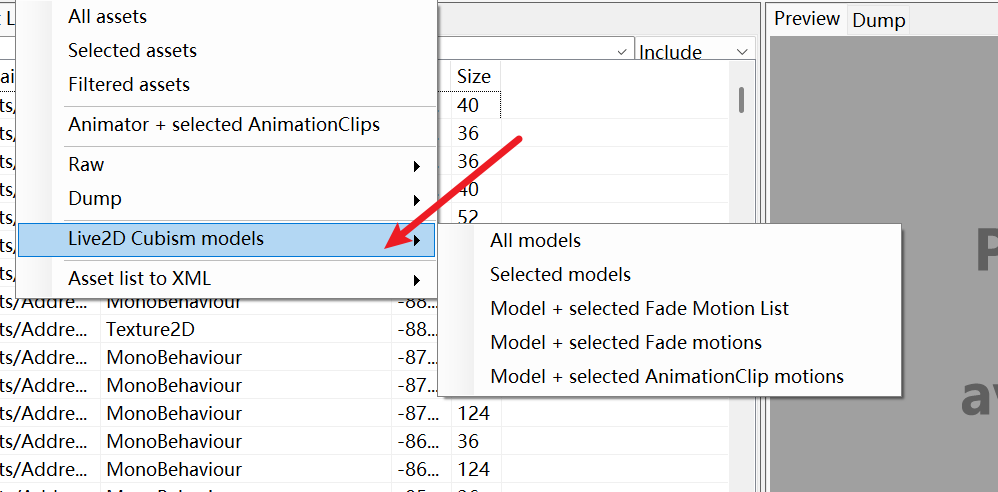 All assets
Selected assets
Filtered assets
Animator + selected AnimationClips
Raw
Dump
Live2D Cubism models
Asset list to XML
All models
Selected models
Model + selected Fade Motion List
Model + selected Fade motions
Model + selected AnimationClip motions
Include
Preview
Dump
Size
40
36
36
40
52
ts/Addre... MonoBehaviour -88...
ts/Addre... Texture2D -88...
ts/Addre... MonoBehaviour -87...
ts/Addre... MonoBehaviour -87...
ts/Addre... MonoBehaviour -87... 124
ts/Addre... MonoBehaviour -86... 36
ts/Addre... MonoBehaviour -86... 124